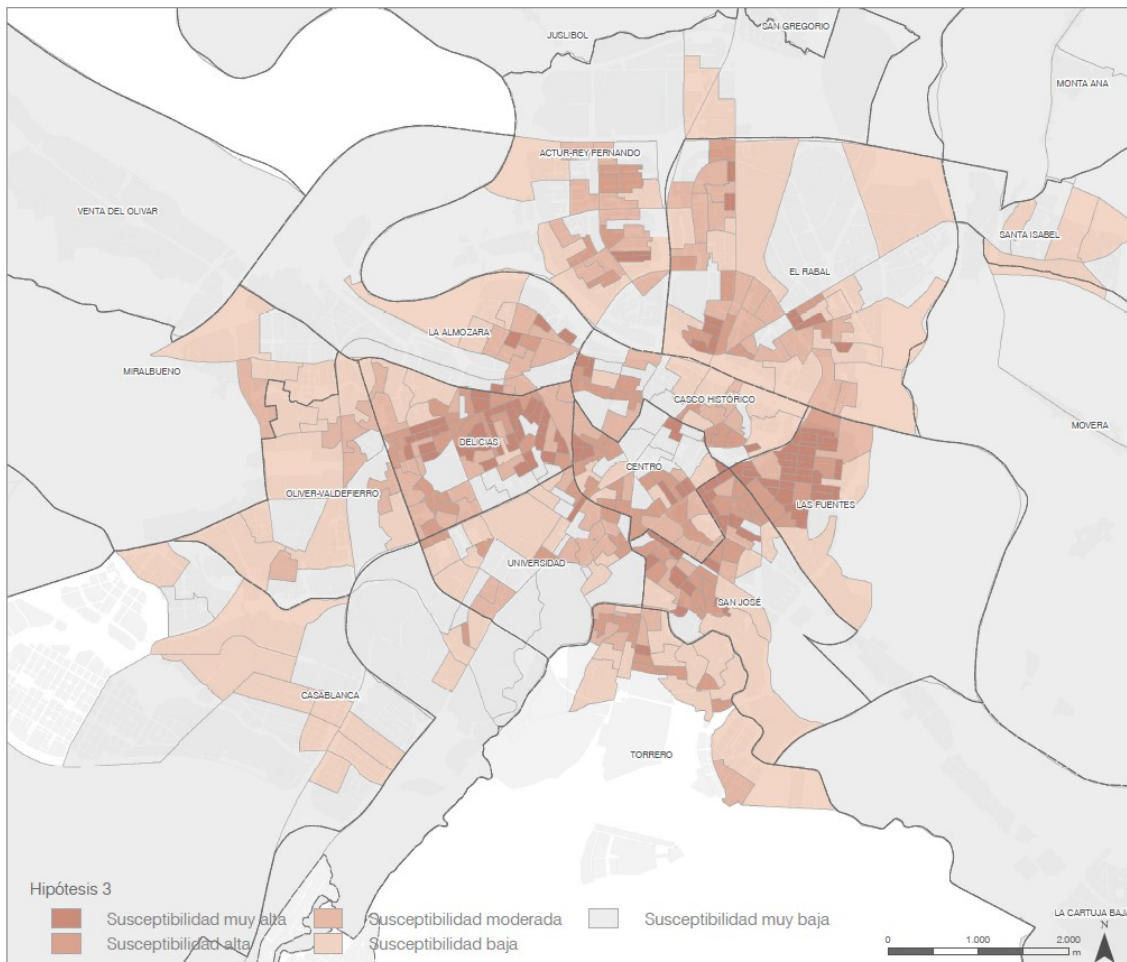 JUSLIBOL
SAN GREGORIO
MONTAÑANA
ACTUR-REY FERNANDO
VENTA DEL OLIVAR
SANTA ISABEL
EL RABAL
LA ALMOZARA
MIRALBUENO
CASCO HISTÓRICO
MOVERA
DELICIAS
CENTRO
OLIVER-VALDEFIERRO
LAS FUENTES
UNIVERSIDAD
SAN JOSÉ
CASABLANCA
TORRERO
Hipótesis 3
Susceptibilidad muy alta
Susceptibilidad moderada
Susceptibilidad muy baja
Susceptibilidad alta
Susceptibilidad baja
LA CARTUJA BAJA
N
0 1.000 2.000
m